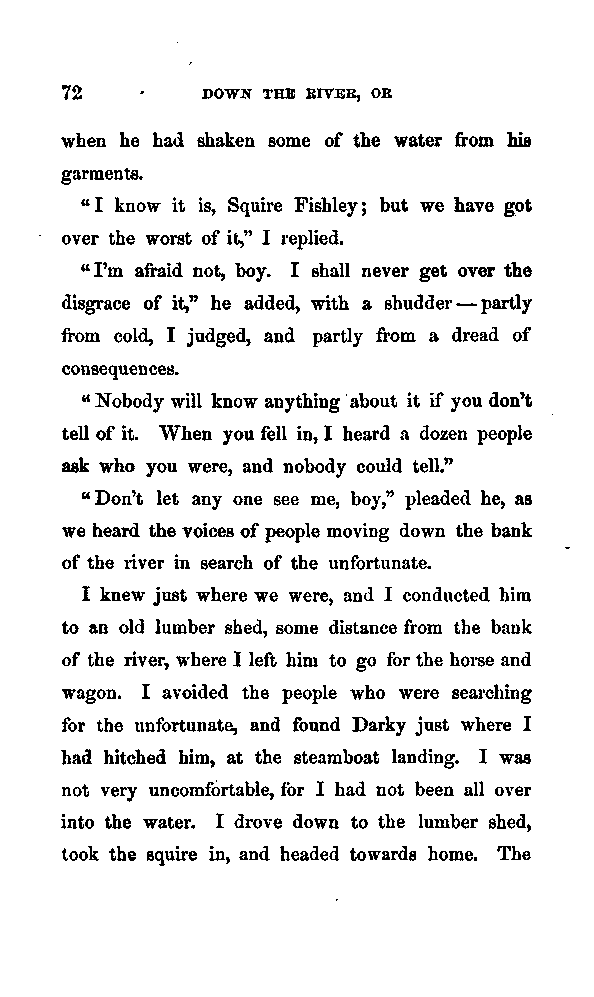 72 DOWN THE RIVER, OR
when he had shaken some of the water from his
garments.
“I know it is, Squire Fishley; but we have got
over the worst of it,” I replied.
“I’m afraid not, boy. I shall never get over the
disgrace of it,” he added, with a shudder — partly
from cold, I judged, and partly from a dread of
consequences.
“Nobody will know anything about it if you don’t
tell of it. When you fell in, I heard a dozen people
ask who you were, and nobody could tell.”
“Don’t let any one see me, boy,” pleaded he, as
we heard the voices of people moving down the bank
of the river in search of the unfortunate.
I knew just where we were, and I conducted him
to an old lumber shed, some distance from the bank
of the river, where I left him to go for the horse and
wagon. I avoided the people who were searching
for the unfortunate, and found Darky just where I
had hitched him, at the steamboat landing. I was
not very uncomfortable, for I had not been all over
into the water. I drove down to the lumber shed,
took the squire in, and headed towards home. The